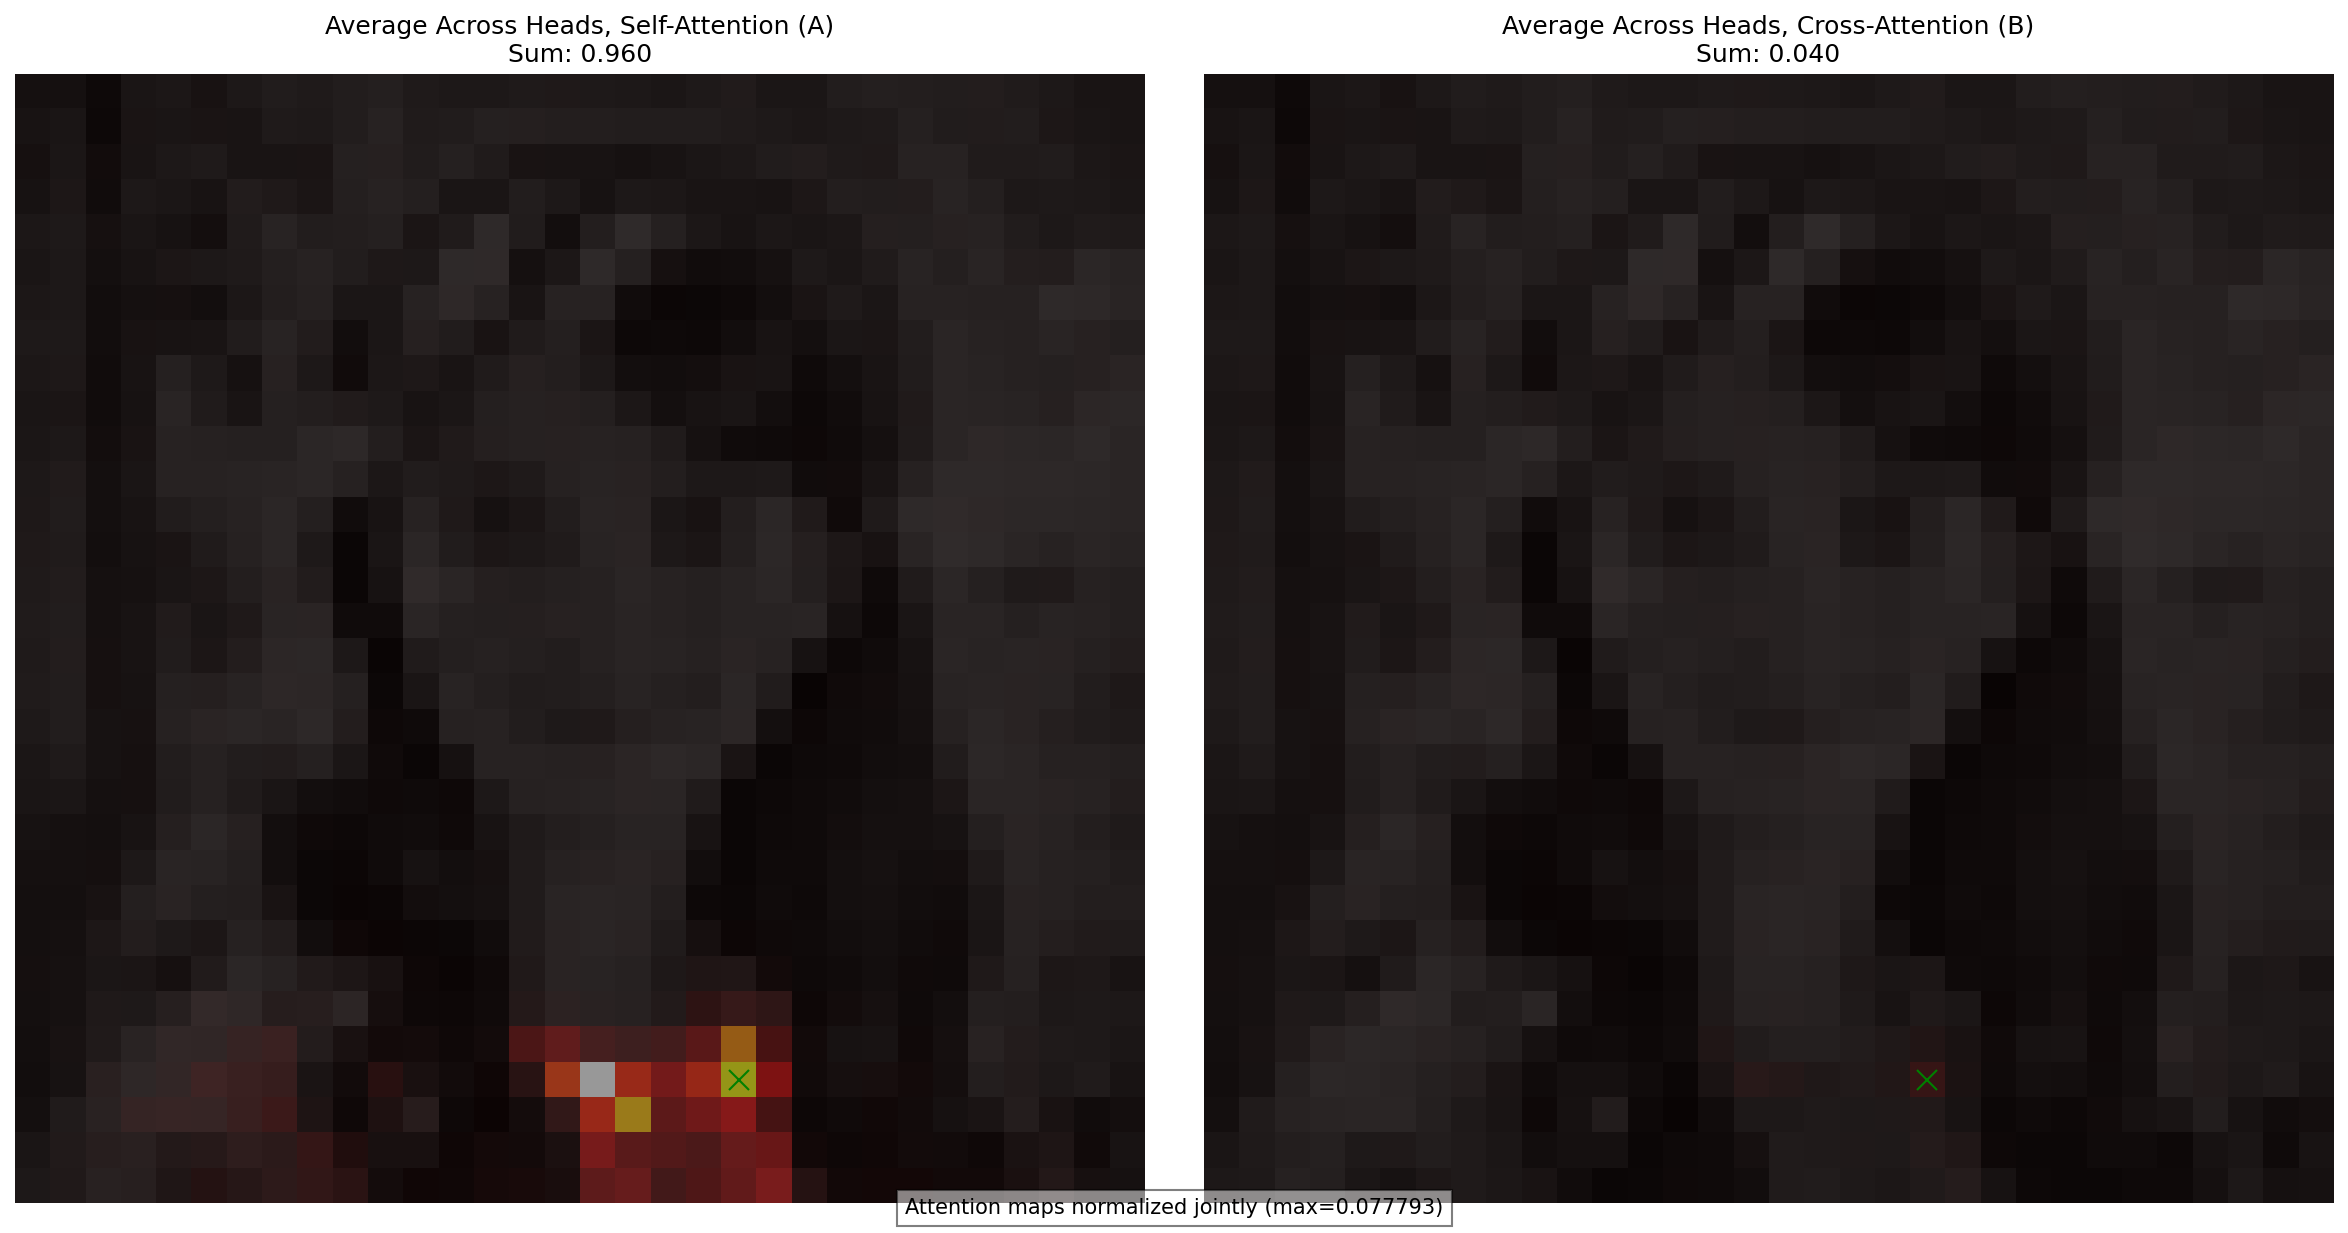 Average Across Heads, Self-Attention (A)
Sum: 0.960
Average Across Heads, Cross-Attention (B)
Sum: 0.040
Attention maps normalized jointly (max=0.077793)